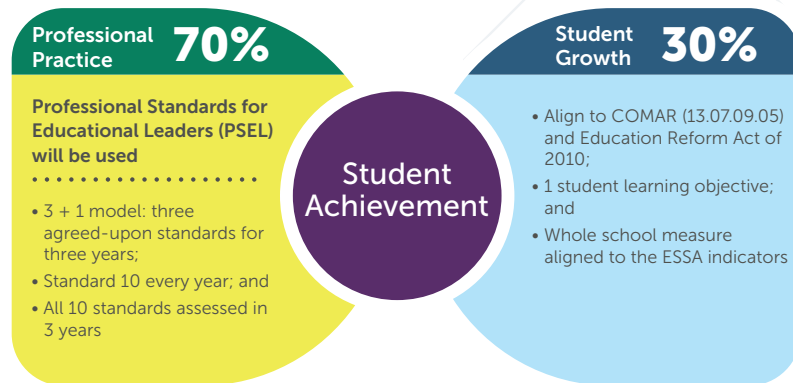 Professional
Practice
70%
Professional Standards for
Educational Leaders (PSEL)
will be used
• 3 + 1 model: three
agreed-upon standards for
three years;
• Standard 10 every year; and
• All 10 standards assessed in
3 years
Student
Achievement
Student
Growth
30%
• Align to COMAR (13.07.09.05)
and Education Reform Act of
2010;
• 1 student learning objective;
and
• Whole school measure
aligned to the ESSA indicators